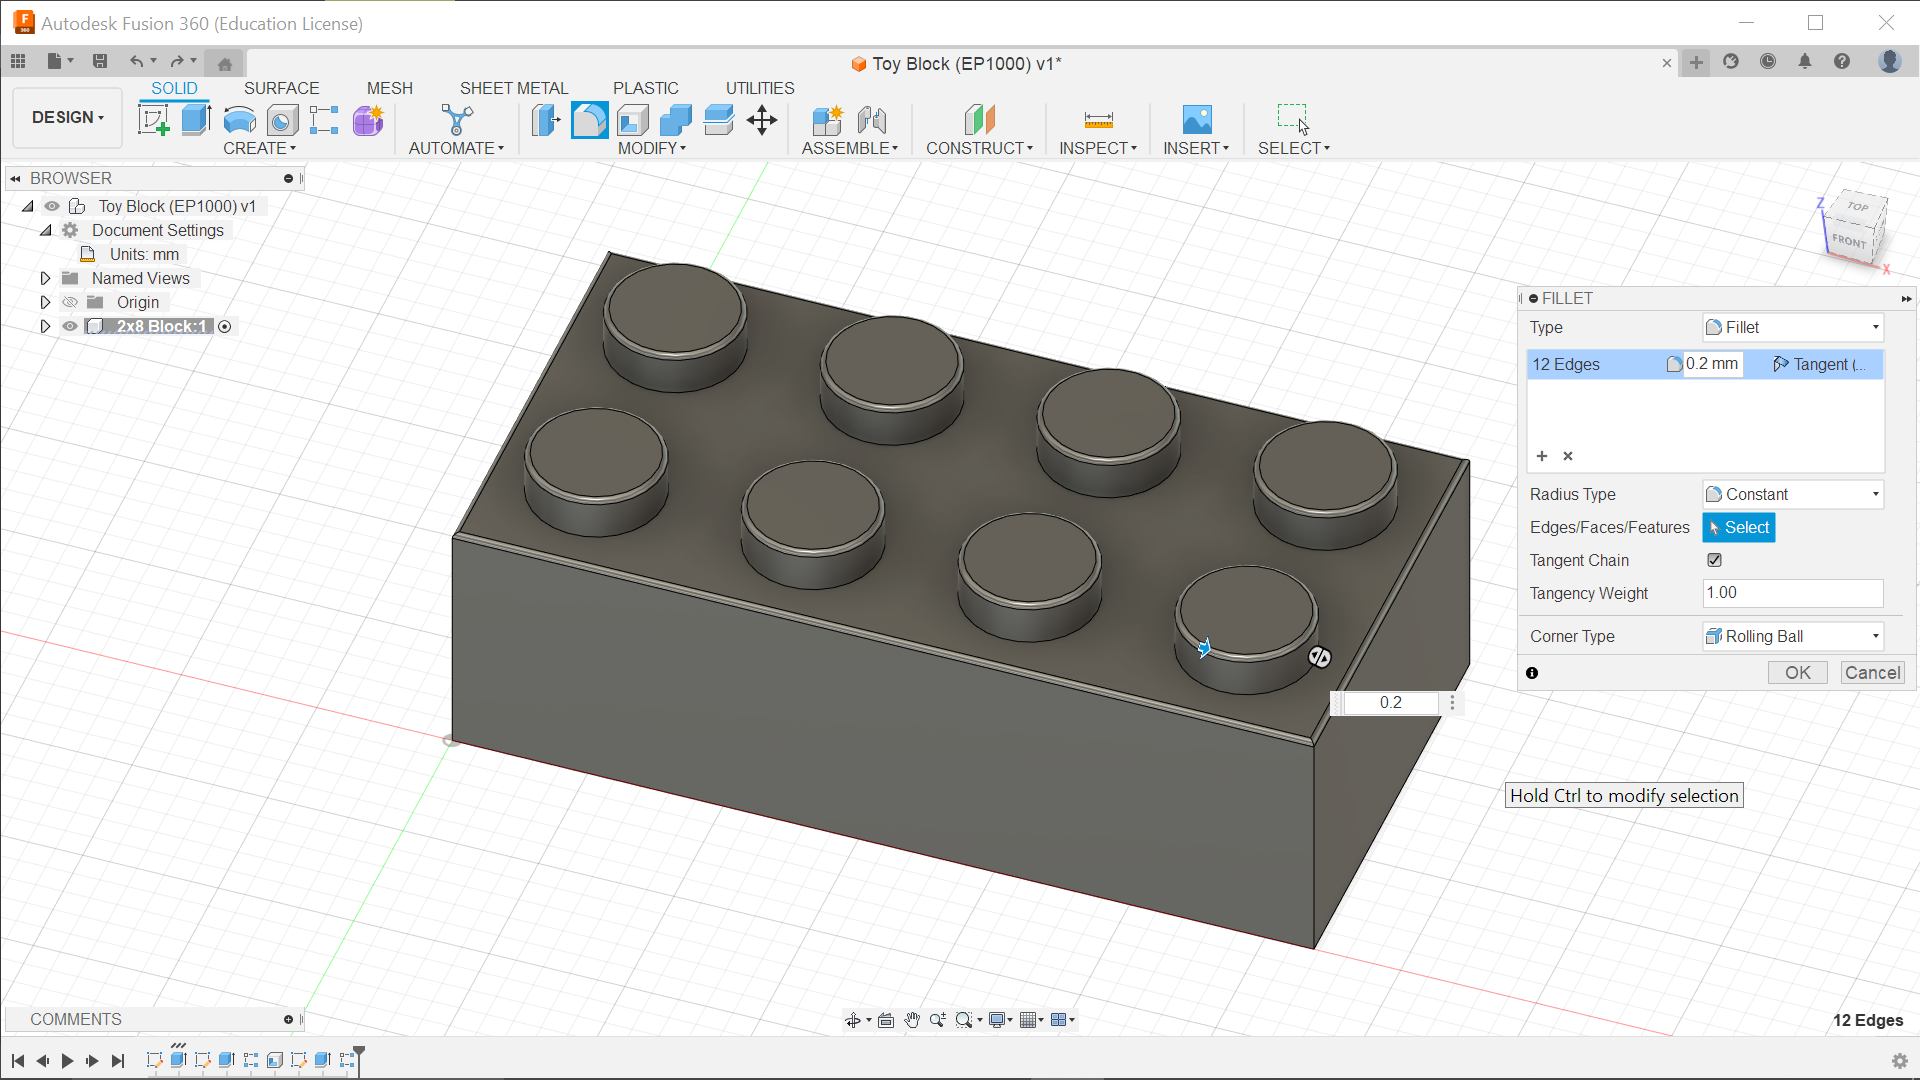 Autodesk Fusion 360 (Education License)
Toy Block (EP1000) v1*
SOLID SURFACE MESH SHEET METAL PLASTIC UTILITIES
DESIGN
CREATE AUTOMATE MODIFY ASSEMBLE CONSTRUCT INSPECT INSERT SELECT
BROWSER
Toy Block (EP1000) v1
Document Settings
Units: mm
Named Views
Origin
2x8 Block:1
TOP
FRONT
Z
X
FILLET
Type Fillet
12 Edges 0.2 mm Tangent (...
Radius Type Constant
Edges/Faces/Features Select
Tangent Chain
Tangency Weight 1.00
Corner Type Rolling Ball
OK Cancel
0.2
Hold Ctrl to modify selection
COMMENTS
12 Edges